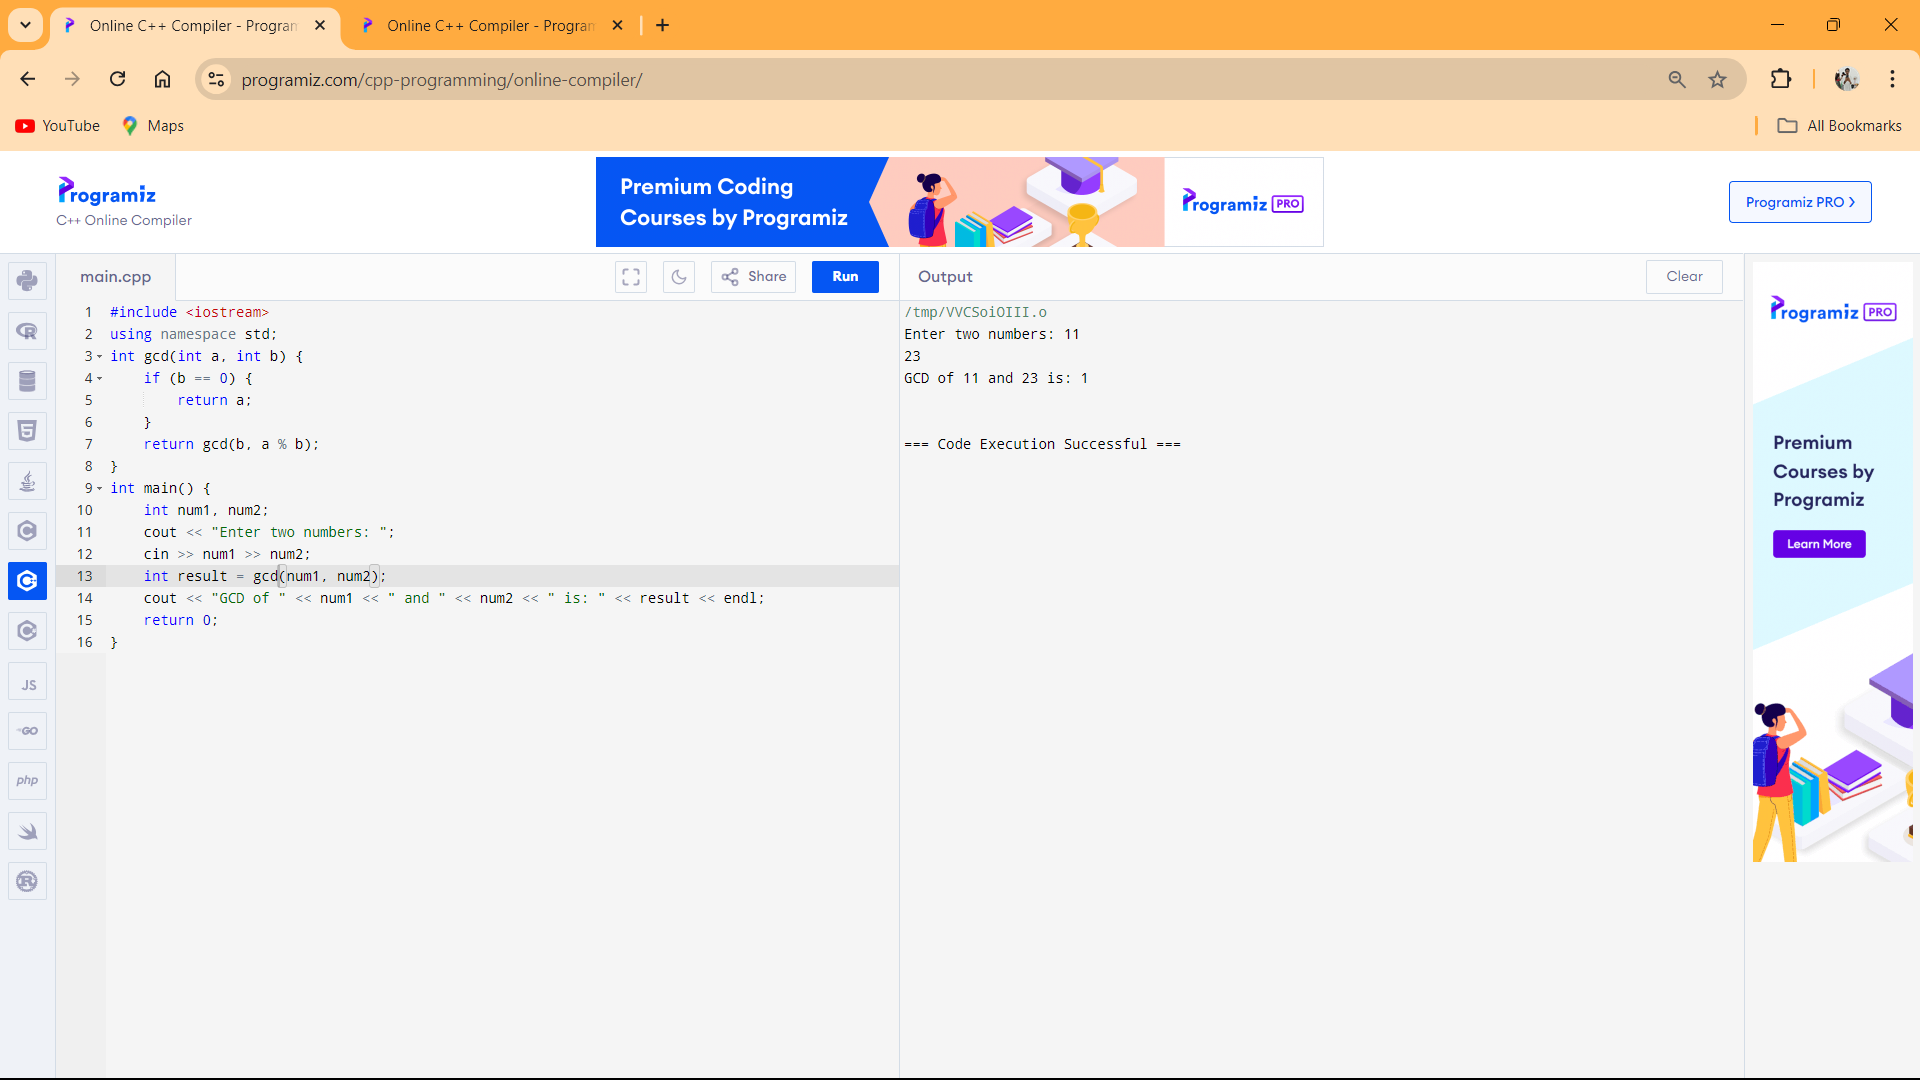 Online C++ Compiler - Program
Online C++ Compiler - Program
programiz.com/cpp-programming/online-compiler/
YouTube
Maps
All Bookmarks
Programiz
C++ Online Compiler
Premium Coding
Courses by Programiz
Programiz PRO
Programiz PRO >
main.cpp
Share
Run
Output
Clear
1 #include <iostream>
2 using namespace std;
3 int gcd(int a, int b) {
4     if (b == 0) {
5         return a;
6     }
7     return gcd(b, a % b);
8 }
9 int main() {
10     int num1, num2;
11     cout << "Enter two numbers: ";
12     cin >> num1 >> num2;
13     int result = gcd(num1, num2);
14     cout << "GCD of " << num1 << " and " << num2 << " is: " << result << endl;
15     return 0;
16 }
/tmp/VVCSoiOIII.o
Enter two numbers: 11
23
GCD of 11 and 23 is: 1
=== Code Execution Successful ===
Programiz PRO
Premium
Courses by
Programiz
Learn More
JS
GO
php